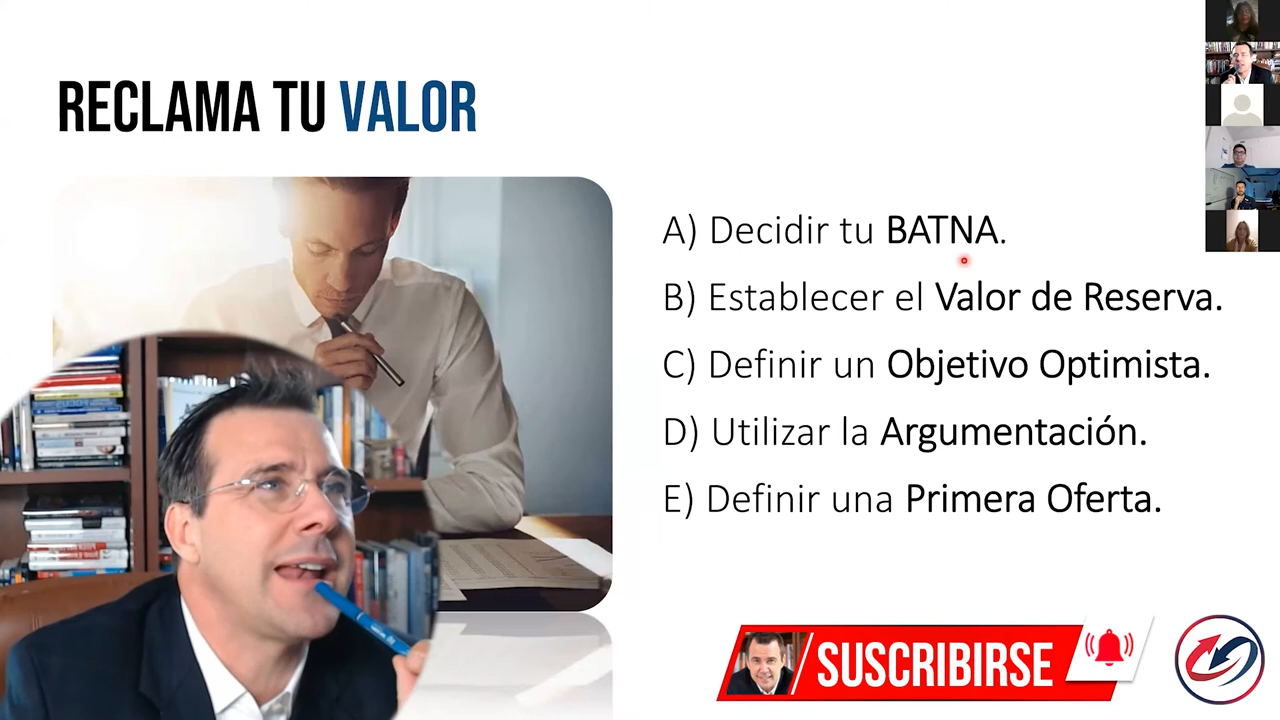 RECLAMA TU VALOR
A) Decidir tu BATNA.
B) Establecer el Valor de Reserva.
C) Definir un Objetivo Optimista.
D) Utilizar la Argumentación.
E) Definir una Primera Oferta.
SUSCRIBIRSE